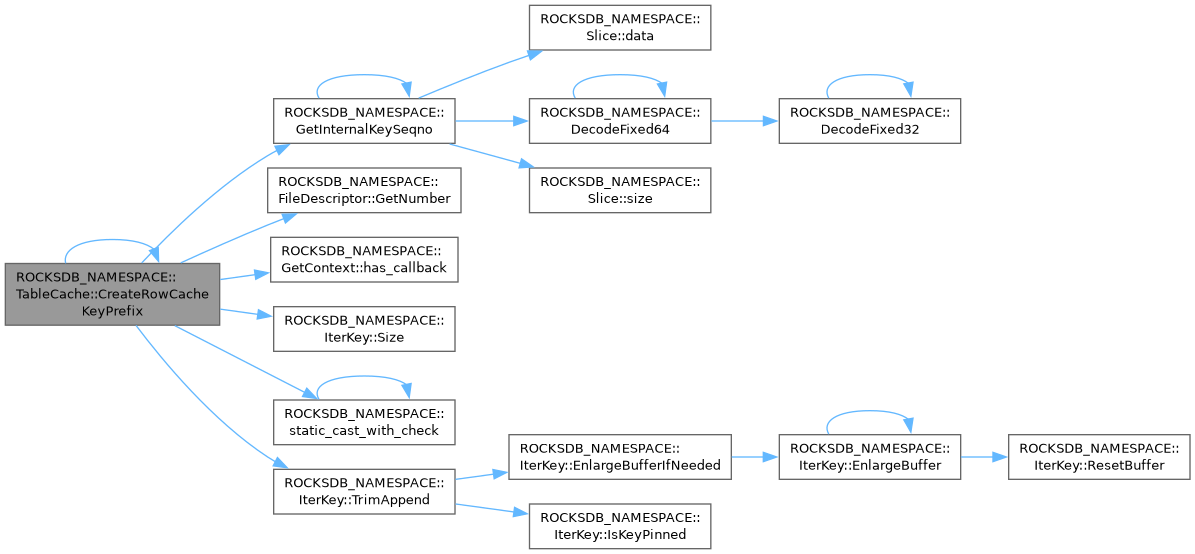 ROCKSDB_NAMESPACE::
Slice::data
ROCKSDB_NAMESPACE::
GetInternalKeySeqno
ROCKSDB_NAMESPACE::
DecodeFixed64
ROCKSDB_NAMESPACE::
DecodeFixed32
ROCKSDB_NAMESPACE::
FileDescriptor::GetNumber
ROCKSDB_NAMESPACE::
Slice::size
ROCKSDB_NAMESPACE::
GetContext::has_callback
ROCKSDB_NAMESPACE::
TableCache::CreateRowCache
KeyPrefix
ROCKSDB_NAMESPACE::
IterKey::Size
ROCKSDB_NAMESPACE::
static_cast_with_check
ROCKSDB_NAMESPACE::
IterKey::TrimAppend
ROCKSDB_NAMESPACE::
IterKey::EnlargeBufferIfNeeded
ROCKSDB_NAMESPACE::
IterKey::EnlargeBuffer
ROCKSDB_NAMESPACE::
IterKey::ResetBuffer
ROCKSDB_NAMESPACE::
IterKey::IsKeyPinned